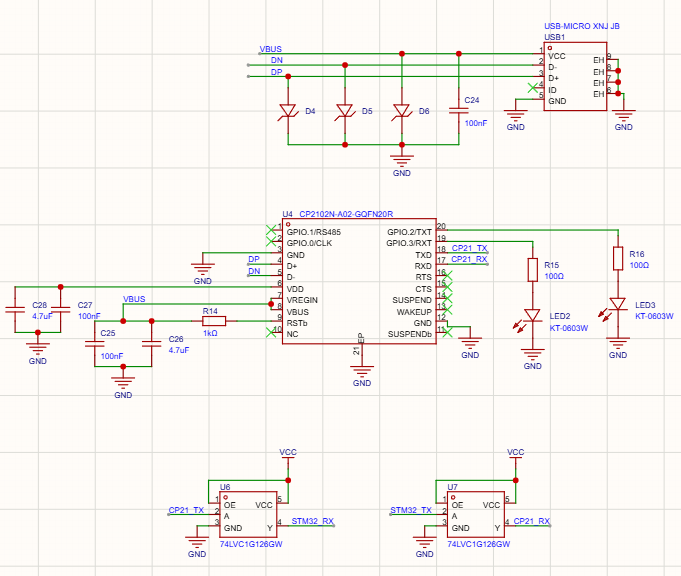 USB-MICRO XNJ JB
USB1
VBUS
DN
DP
1 VCC
2 D-
3 D+
4 ID
5 GND
EH 9
EH 8
EH 7
EH 6
D4
D5
D6
C24
100nF
GND
GND
GND
U4 CP2102N-A02-GQFN20R
1 GPIO.1/RS485
2 GPIO.0/CLK
3 GND
4 D+
5 D-
6 VDD
7 VREGIN
8 VBUS
9 RSTb
10 NC
GPIO.2/TXT 20
GPIO.3/RXT 19
TXD 18
RXD 17
RTS 16
CTS 15
SUSPEND 14
WAKEUP 13
GND 12
SUSPENDb 11
21 EP
CP21_TX
CP21_RX
GND
DP
DN
VBUS
C28
4.7uF
C27
100nF
GND
C25
100nF
C26
4.7uF
GND
R14
1kΩ
GND
GND
R15
100Ω
R16
100Ω
LED2
KT-0603W
LED3
KT-0603W
GND
GND
VCC
U6
1 OE
2 A
3 GND
VCC 5
Y 4
CP21_TX
STM32_RX
GND
74LVC1G126GW
VCC
U7
1 OE
2 A
3 GND
VCC 5
Y 4
STM32_TX
CP21_RX
GND
74LVC1G126GW